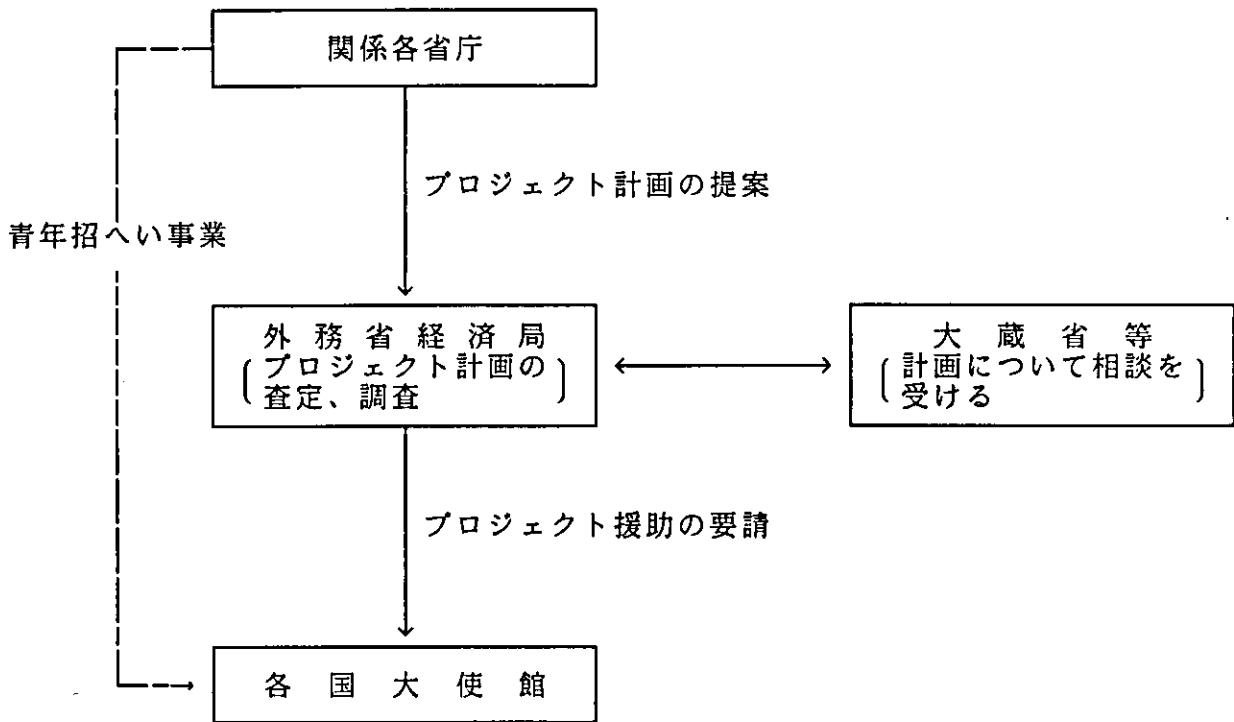 関係各省庁
プロジェクト計画の提案
青年招へい事業
外務省経済局
プロジェクト計画の
査定、調査
大蔵省等
計画について相談を
受ける
プロジェクト援助の要請
各国大使館